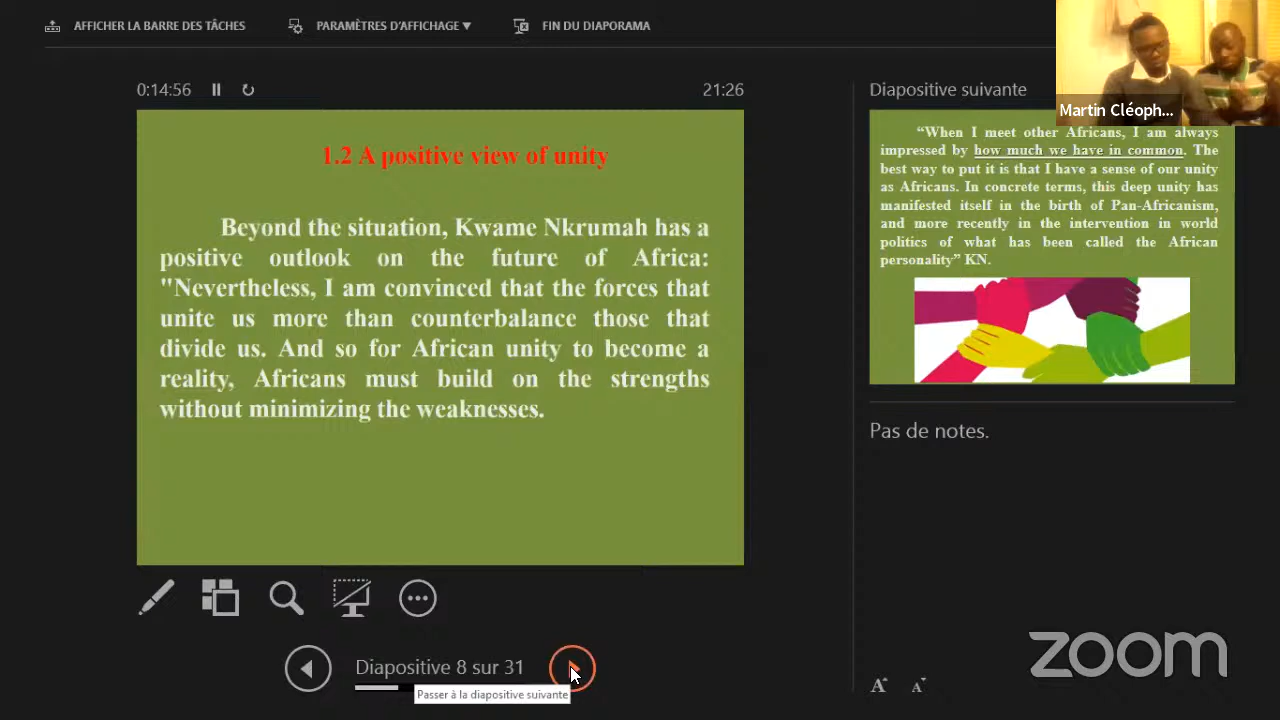 AFFICHER LA BARRE DES TÂCHES
PARAMÈTRES D'AFFICHAGE ▼
FIN DU DIAPORAMA
0:14:56
21:26
1.2 A positive view of unity
Beyond the situation, Kwame Nkrumah has a
positive outlook on the future of Africa:
"Nevertheless, I am convinced that the forces that
unite us more than counterbalance those that
divide us. And so for African unity to become a
reality, Africans must build on the strengths
without minimizing the weaknesses.
Diapositive 8 sur 31
Passer à la diapositive suivante
Martin Cléoph...
Diapositive suivante
“When I meet other Africans, I am always
impressed by how much we have in common. The
best way to put it is that I have a sense of our unity
as Africans. In concrete terms, this deep unity has
manifested itself in the birth of Pan-Africanism,
and more recently in the intervention in world
politics of what has been called the African
personality” KN.
Pas de notes.
A A
zoom